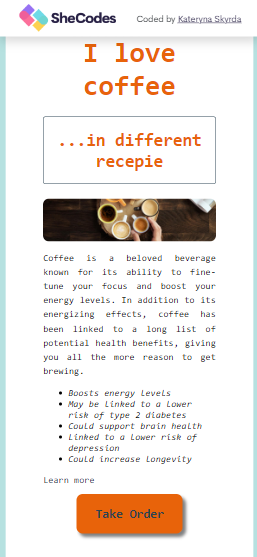 SheCodes
Coded by Kateryna Skyrda
I love
coffee
...in different
recepie
Coffee is a beloved beverage
known for its ability to fine-
tune your focus and boost your
energy levels. In addition to its
energizing effects, coffee has
been linked to a long list of
potential health benefits, giving
you all the more reason to get
brewing.
• Boosts energy levels
• May be linked to a lower
risk of type 2 diabetes
• Could support brain health
• Linked to a lower risk of
depression
• Could increase longevity
Learn more
Take Order